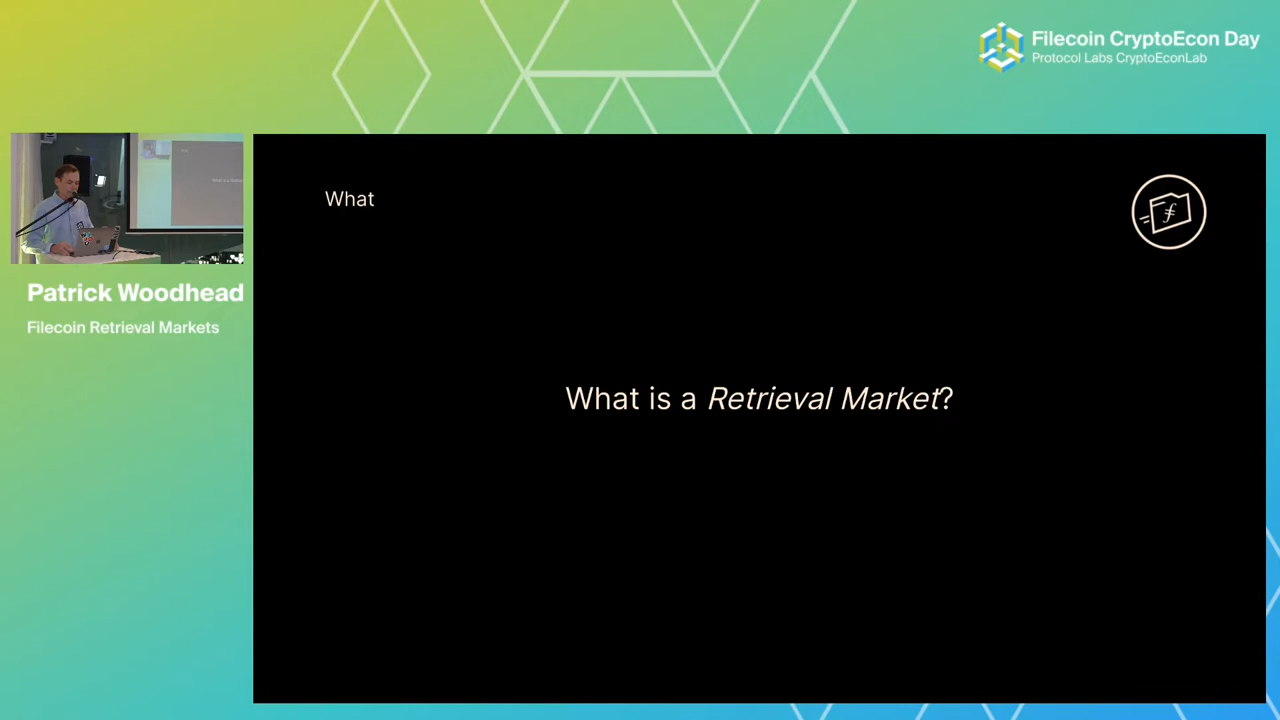 Filecoin CryptoEcon Day
Protocol Labs CryptoEconLab
What
What is a Retrieval Market?
Patrick Woodhead
Filecoin Retrieval Markets